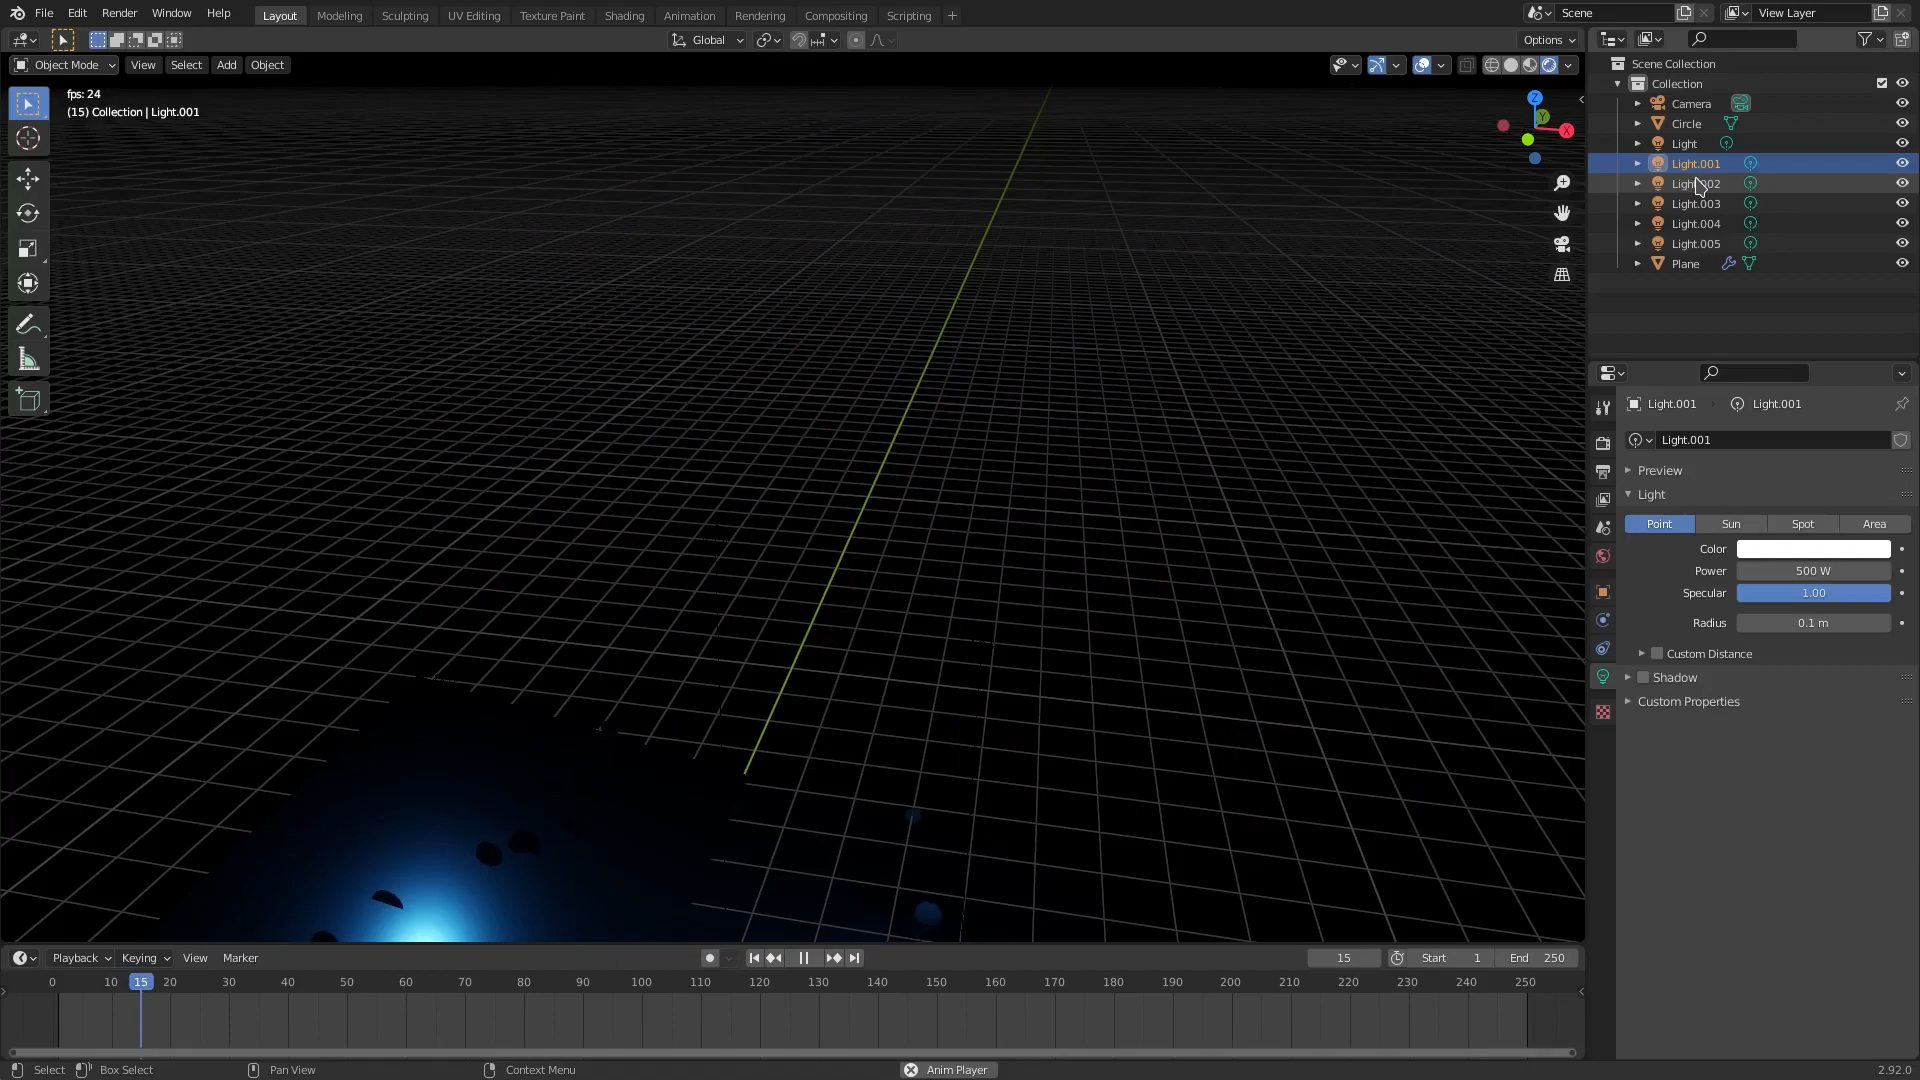 File Edit Render Window Help Layout Modeling Sculpting UV Editing Texture Paint Shading Animation Rendering Compositing Scripting + Scene View Layer
Global Options
Object Mode View Select Add Object
fps: 24
(15) Collection | Light.001
Z
Y
X
Scene Collection
Collection
Camera
Circle
Light
Light.001
Light.002
Light.003
Light.004
Light.005
Plane
Light.001 Light.001
Light.001
Preview
Light
Point Sun Spot Area
Color
Power 500 W
Specular 1.00
Radius 0.1 m
Custom Distance
Shadow
Custom Properties
Playback Keying View Marker 15 Start 1 End 250
0 10 15 20 30 40 50 60 70 80 90 100 110 120 130 140 150 160 170 180 190 200 210 220 230 240 250
Select Box Select Pan View Context Menu Anim Player 2.92.0